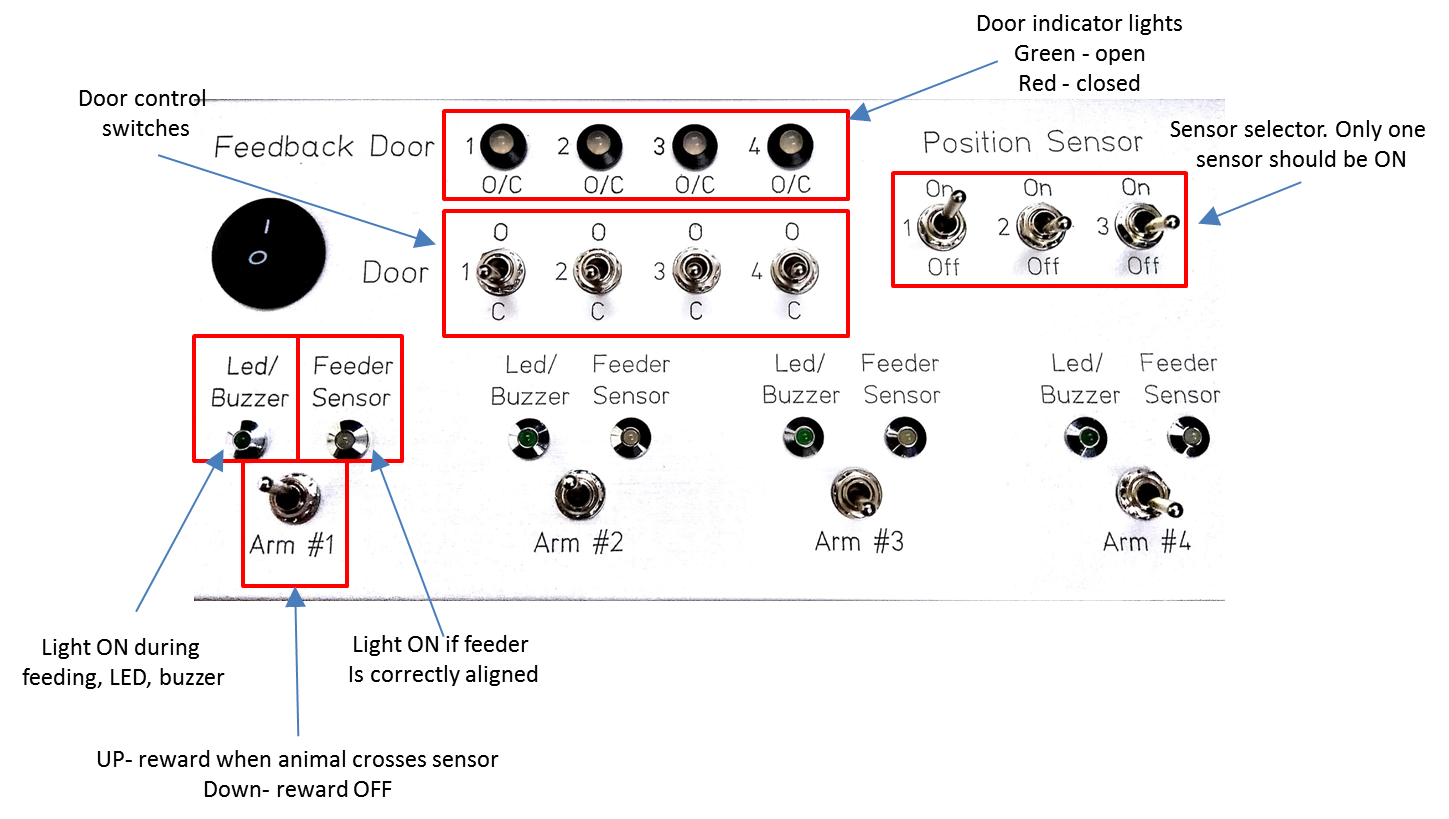 Door indicator lights
Green - open
Red - closed
Door control
switches
Sensor selector. Only one
sensor should be ON
Feedback Door
1 2 3 4
O/C O/C O/C O/C
Position Sensor
On On On
1 2 3
Off Off Off
I
O
Door
O O O O
1 2 3 4
C C C C
Led/
Buzzer
Feeder
Sensor
Led/
Buzzer
Feeder
Sensor
Led/
Buzzer
Feeder
Sensor
Led/
Buzzer
Feeder
Sensor
Arm #1
Arm #2
Arm #3
Arm #4
Light ON during
feeding, LED, buzzer
Light ON if feeder
Is correctly aligned
UP- reward when animal crosses sensor
Down- reward OFF